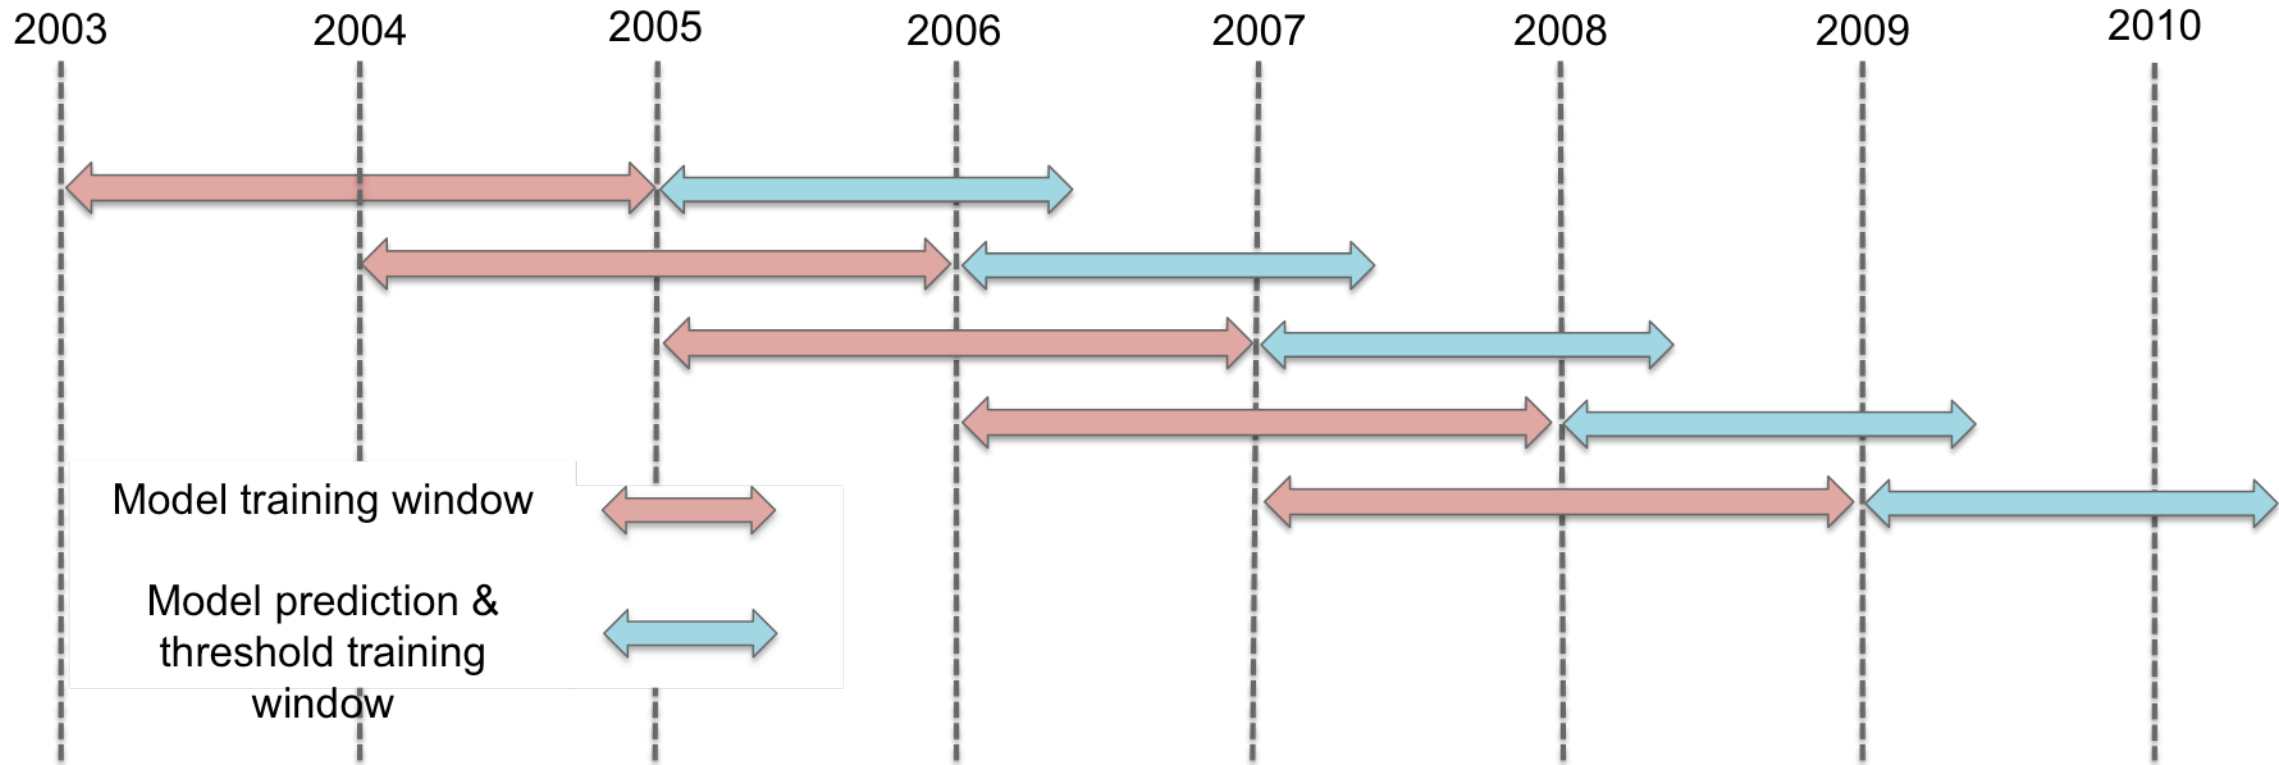 2003 2004 2005 2006 2007 2008 2009 2010
Model training window
Model prediction &
threshold training
window